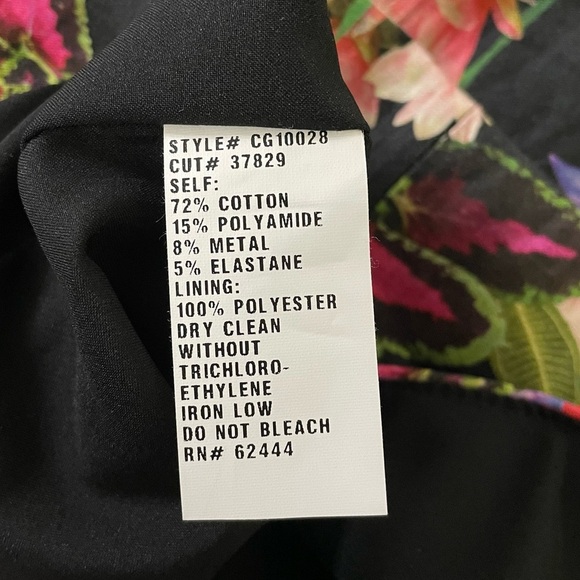 STYLE# CG10028
CUT# 37829
SELF:
72% COTTON
15% POLYAMIDE
8% METAL
5% ELASTANE
LINING:
100% POLYESTER
DRY CLEAN
WITHOUT
TRICHLORO-
ETHYLENE
IRON LOW
DO NOT BLEACH
RN# 62444